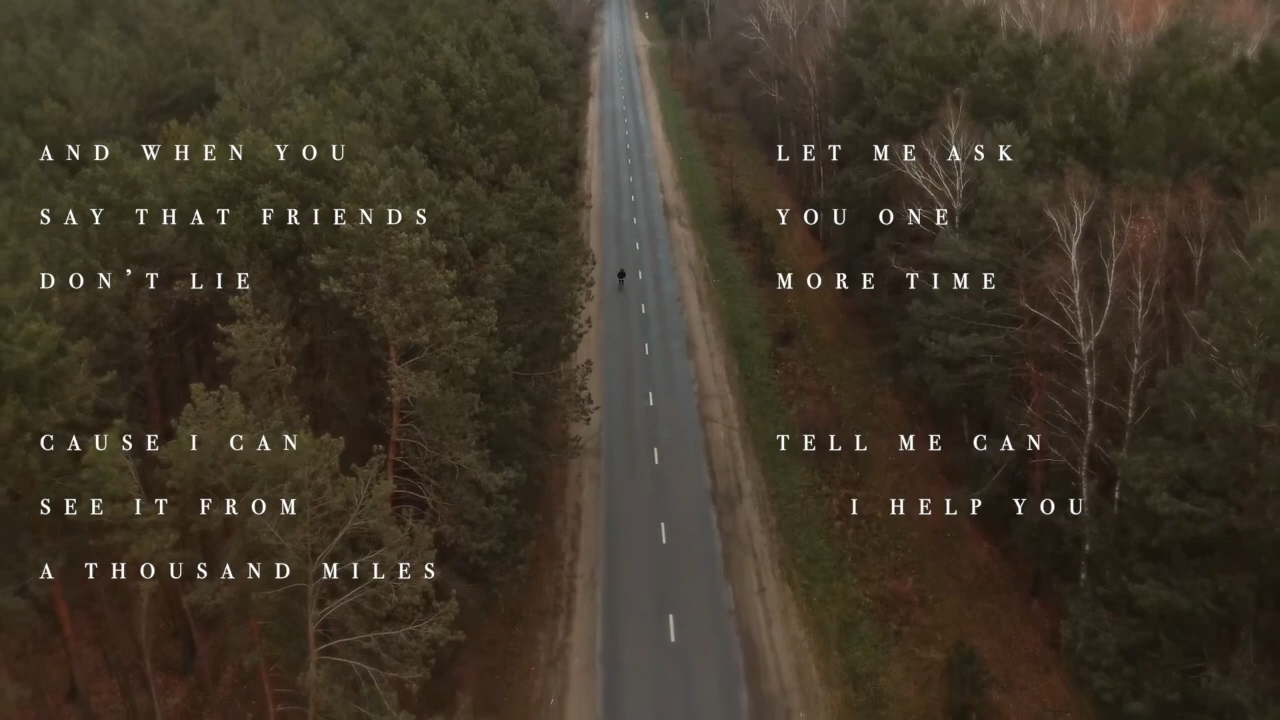 AND WHEN YOU
SAY THAT FRIENDS
DON'T LIE
CAUSE I CAN
SEE IT FROM
A THOUSAND MILES
LET ME ASK
YOU ONE
MORE TIME
TELL ME CAN
I HELP YOU